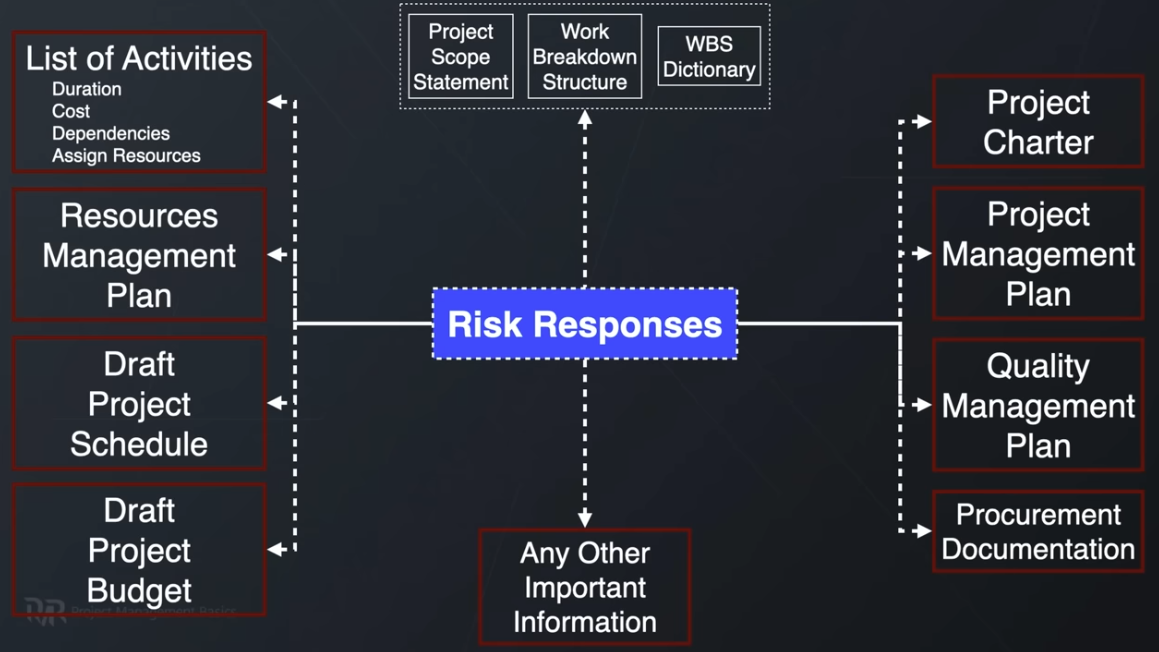 List of Activities
Duration
Cost
Dependencies
Assign Resources
Resources
Management
Plan
Draft
Project
Schedule
Draft
Project
Budget
Project
Scope
Statement
Work
Breakdown
Structure
WBS
Dictionary
Risk Responses
Any Other
Important
Information
Project
Charter
Project
Management
Plan
Quality
Management
Plan
Procurement
Documentation
Project Management Basics